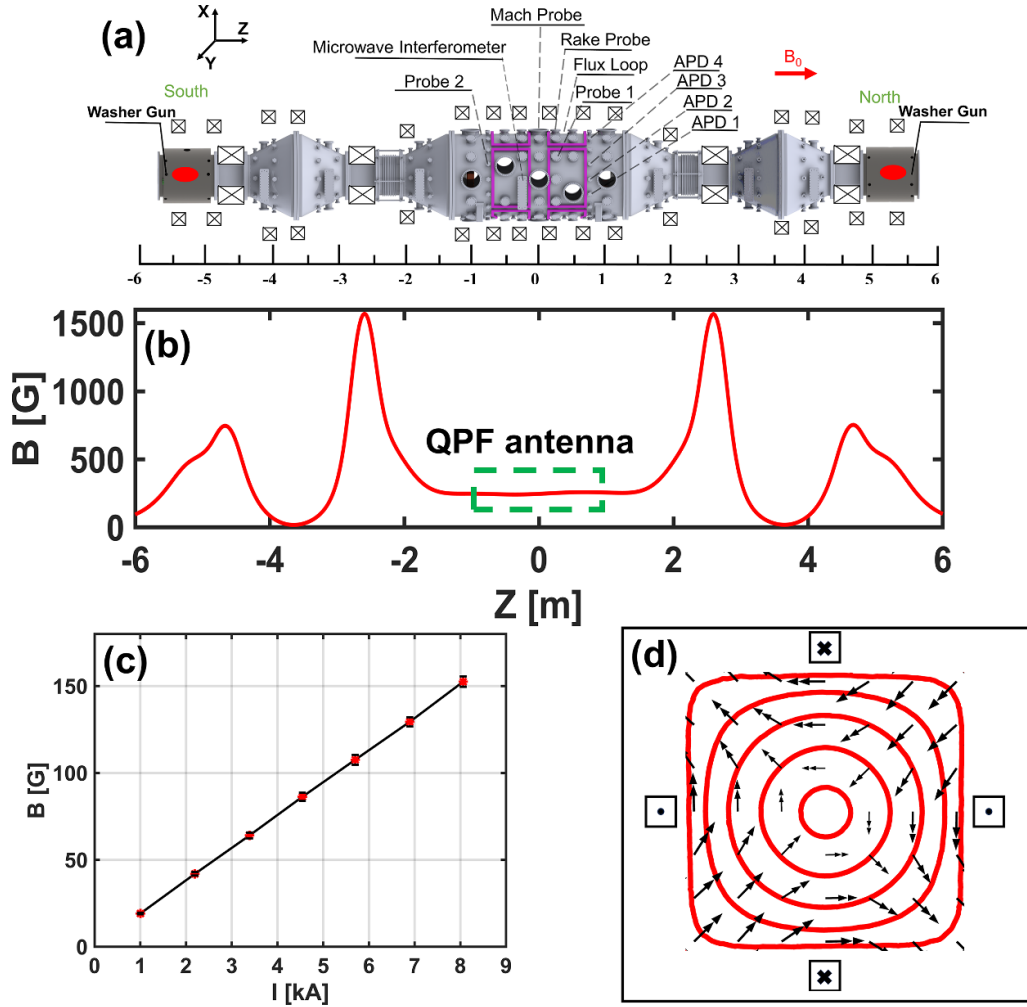 (a)
X
Z
Y
Mach Probe
Microwave Interferometer
Rake Probe
Flux Loop
Probe 2
Probe 1
APD 4
APD 3
APD 2
APD 1
B0
South
North
Washer Gun
Washer Gun
-6 -5 -4 -3 -2 -1 0 1 2 3 4 5 6
(b)
1500
1000
500
0
B [G]
QPF antenna
-6 -4 -2 0 2 4 6
Z [m]
(c)
150
100
50
0
B [G]
0 1 2 3 4 5 6 7 8 9
I [kA]
(d)